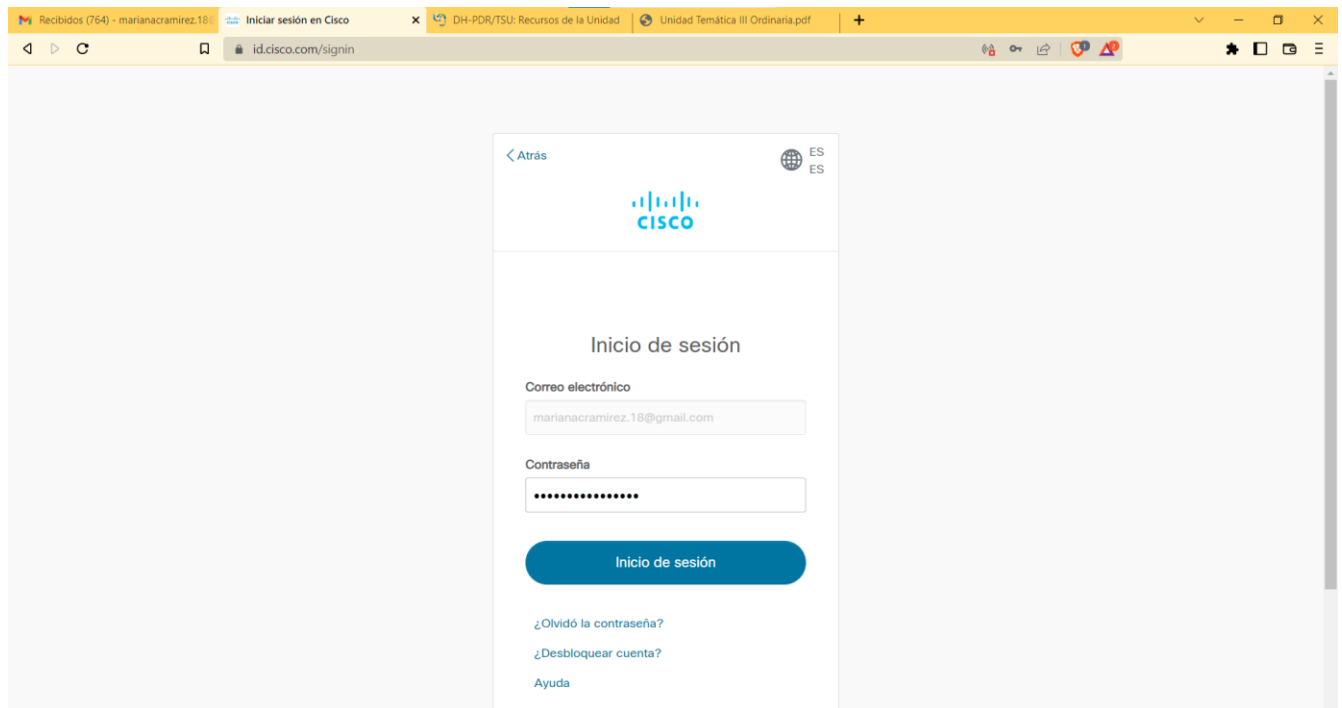 Recibidos (764) - marianacramirez.18
Iniciar sesión en Cisco
DH-PDR/TSU: Recursos de la Unidad
Unidad Temática III Ordinaria.pdf
id.cisco.com/signin
Atrás
ES
ES
CISCO
Inicio de sesión
Correo electrónico
marianacramirez.18@gmail.com
Contraseña
••••••••••••••••
Inicio de sesión
¿Olvidó la contraseña?
¿Desbloquear cuenta?
Ayuda